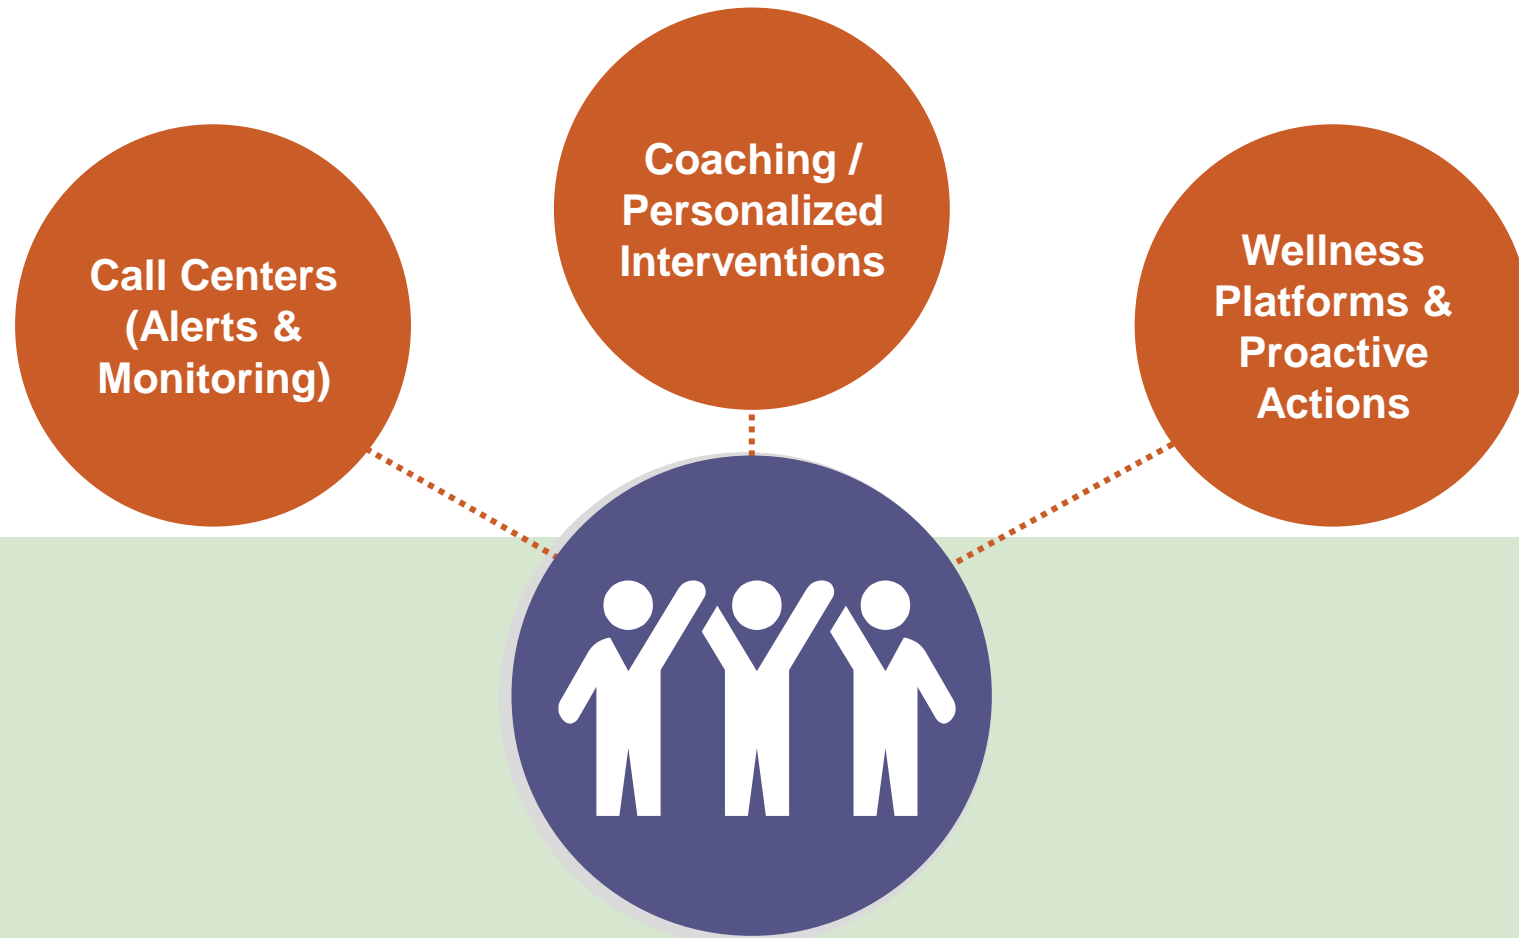 Call Centers
(Alerts &
Monitoring)
Coaching /
Personalized
Interventions
Wellness
Platforms &
Proactive
Actions